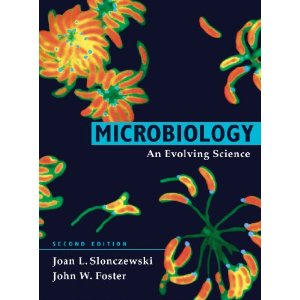 MICROBIOLOGY
An Evolving Science
SECOND EDITION
Joan L. Slonczewski
John W. Foster